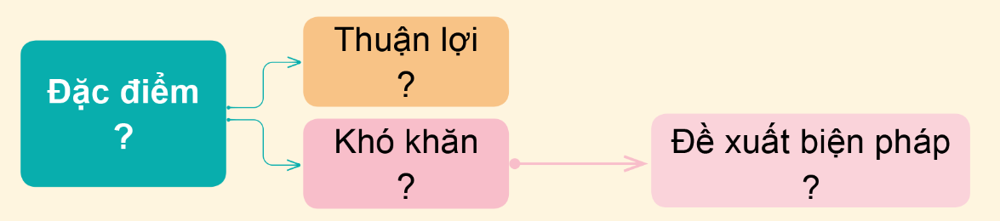 Đặc điểm
?
Thuận lợi
?
Khó khăn
?
Đề xuất biện pháp
?